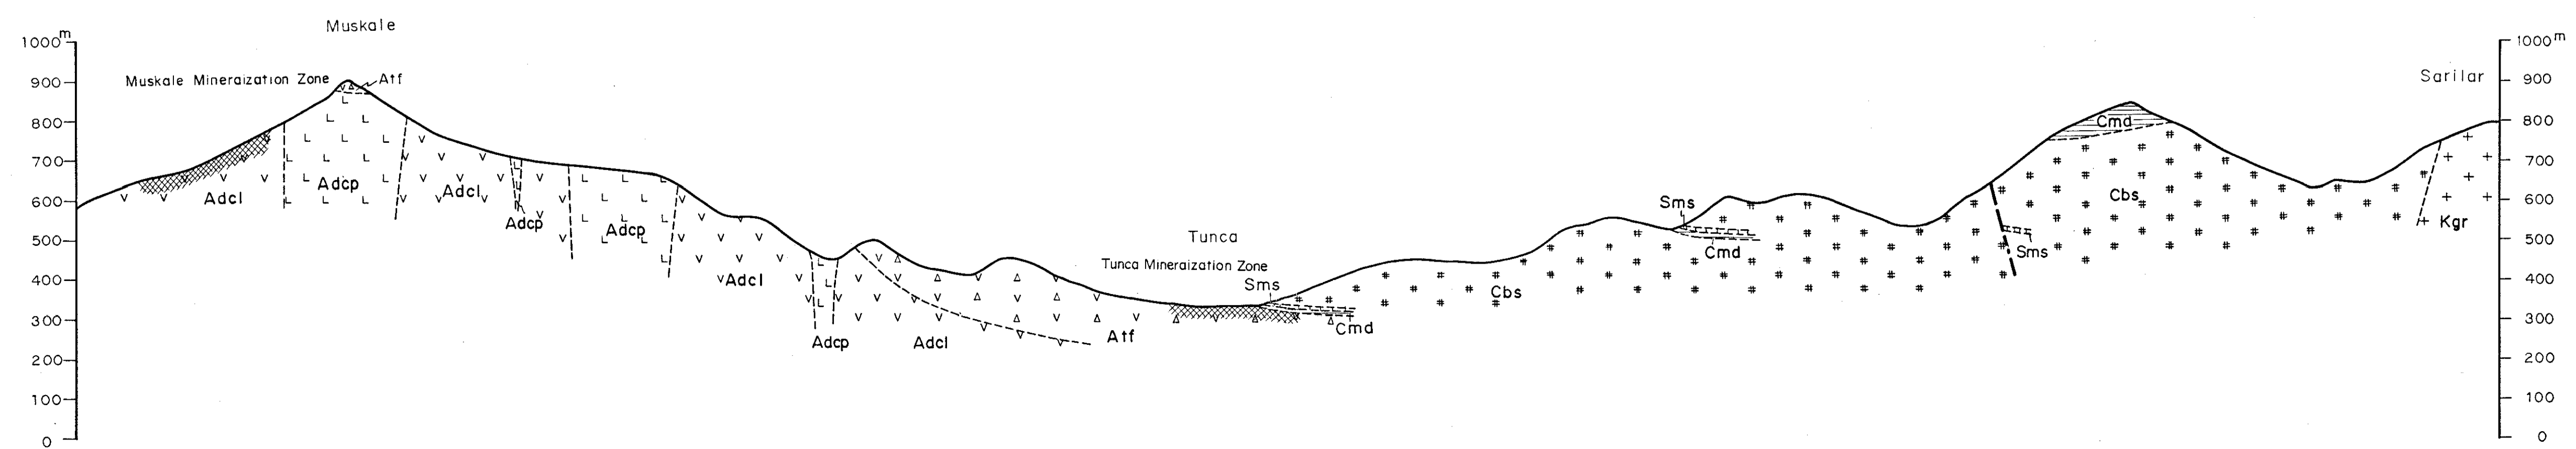 Muskale
1000m
900
800
700
600
500
400
300
200
100
0
Muskale Mineraization Zone
Atf
Adcl
Adcp
Adcl
Adcp
Adcp
Adcl
Adcp
Adcl
Atf
Tunca
Tunca Mineraization Zone
Sms
Cmd
Cbs
Sms
Cmd
Sms
Cmd
Cbs
Kgr
Sarilar
1000m
900
800
700
600
500
400
300
200
100
0